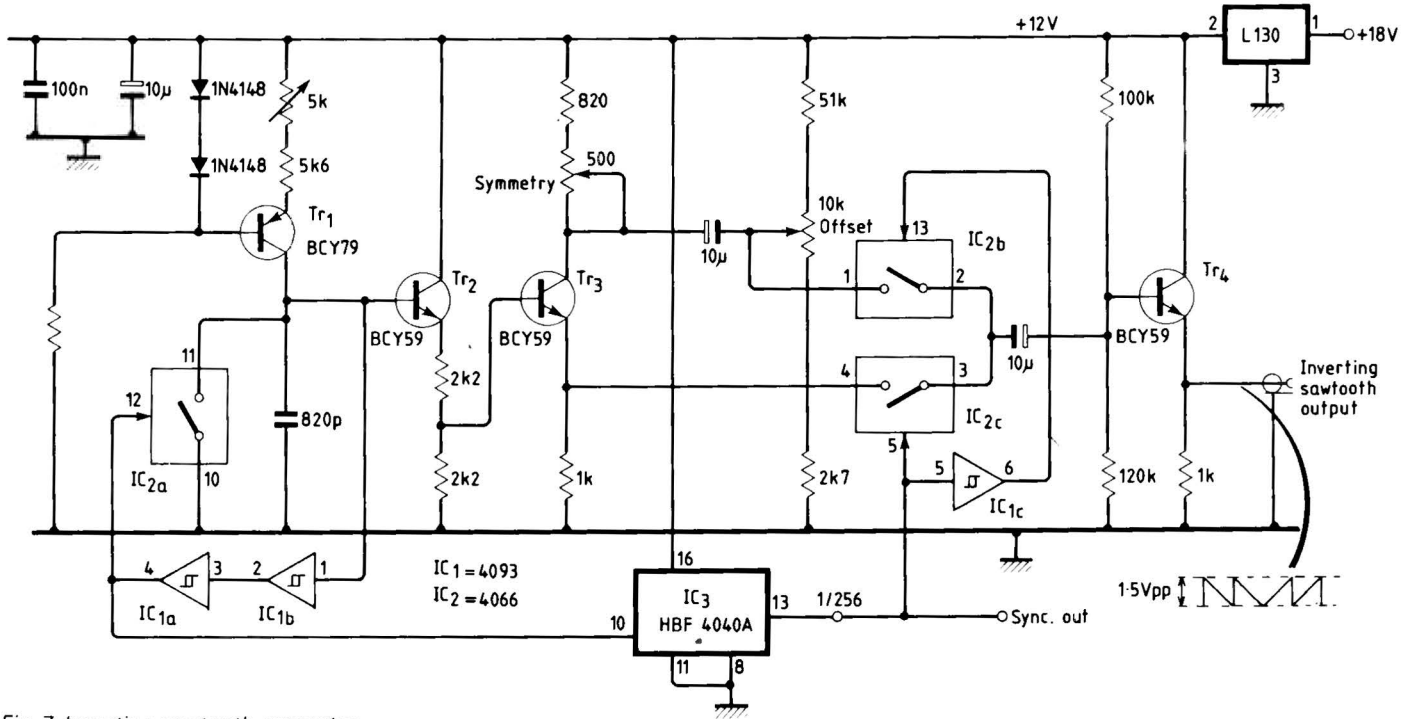 2
L130
1
+18V
+12V
3
100n
10µ
1N4148
5k
820
51k
100k
1N4148
5k6
500
Symmetry
10k
Offset
Tr1
BCY79
10µ
13
IC2b
1
2
Tr2
BCY59
Tr3
BCY59
Tr4
BCY59
10µ
11
12
10
IC2a
820p
2k2
2k2
1k
4
3
IC2c
5
5
6
IC1c
2k7
120k
1k
Inverting
sawtooth
output
4
3
IC1a
2
1
IC1b
IC1=4093
IC2=4066
16
IC3
HBF 4040A
10
13
11
8
1/256
Sync. out
1·5Vpp